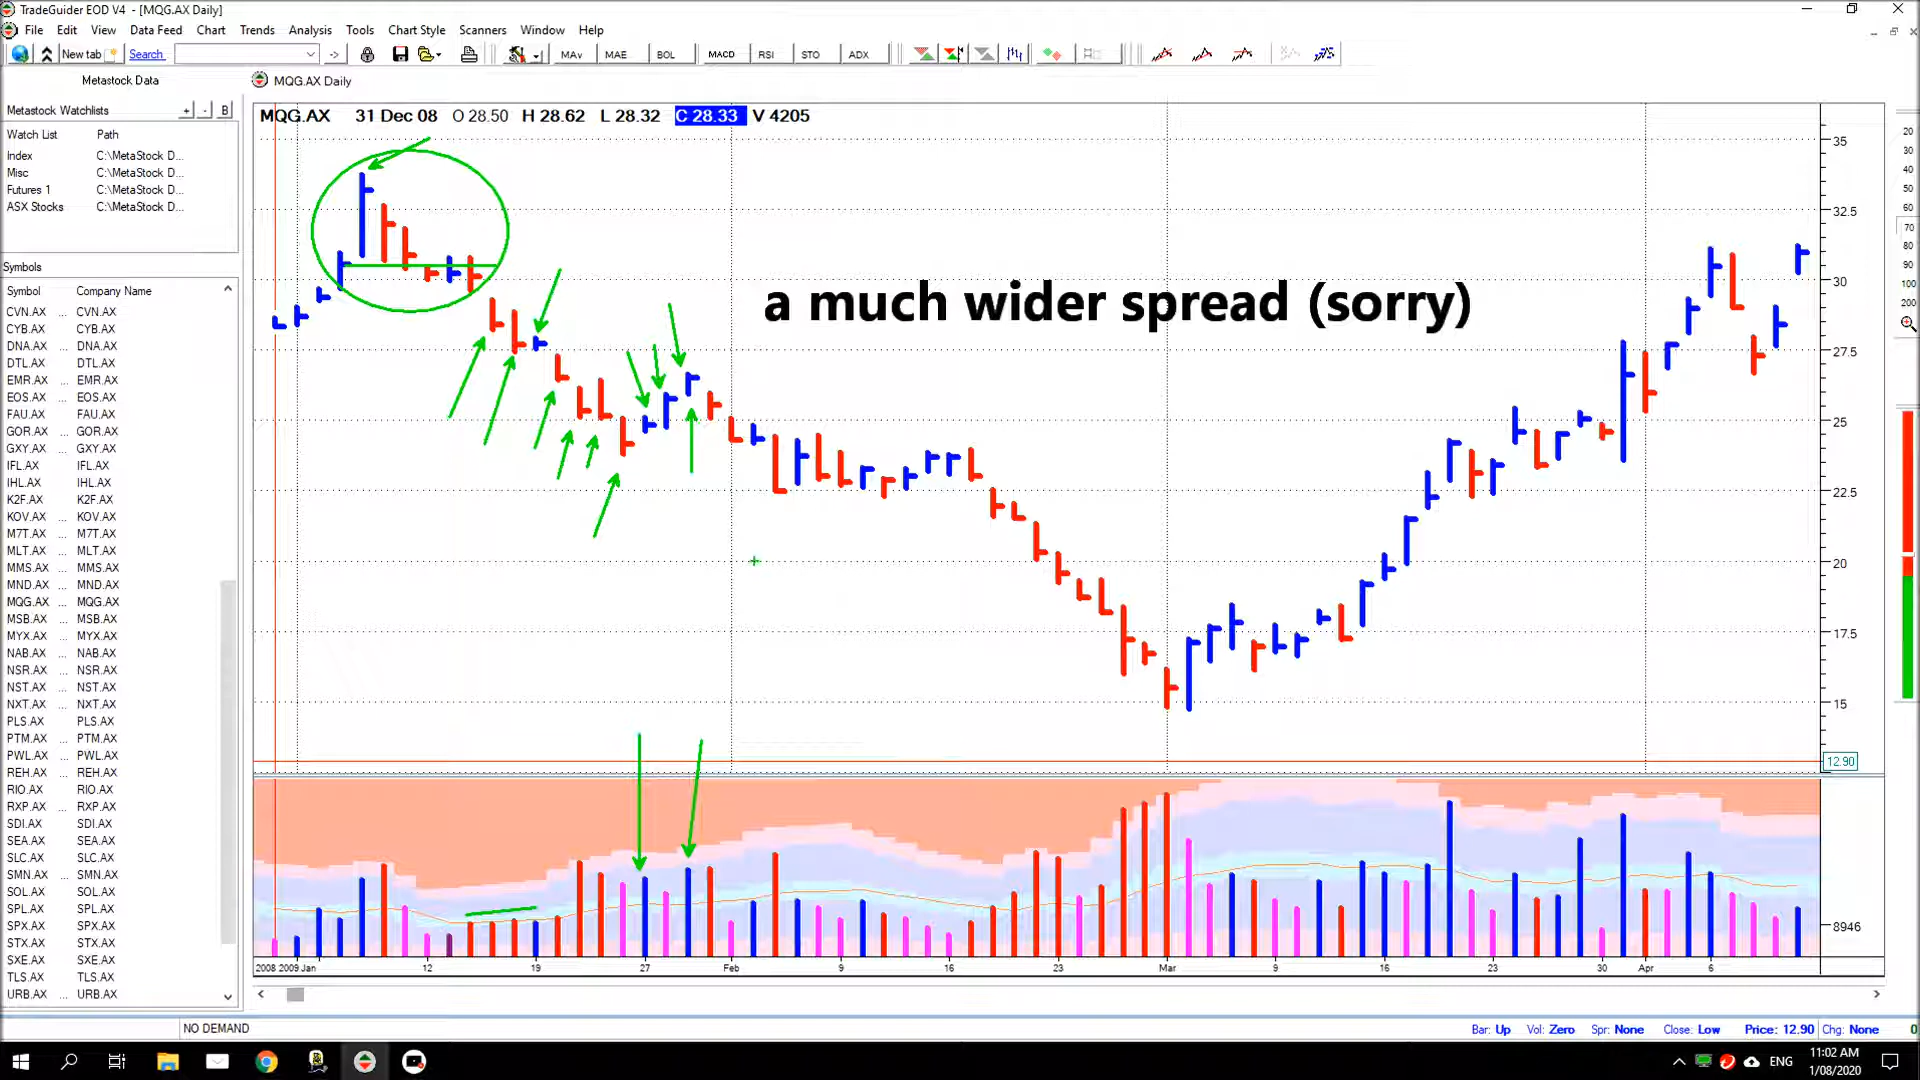 TradeGuider EOD V4 - [MQG.AX Daily]
File Edit View Data Feed Chart Trends Analysis Tools Chart Style Scanners Window Help
New tab Search -> MAv MAE BOL MACD RSI STO ADX
Metastock Data
MQG.AX Daily
Metastock Watchlists + - B
Watch List Path
Index C:\MetaStock D...
Misc C:\MetaStock D...
Futures 1 C:\MetaStock D...
ASX Stocks C:\MetaStock D...
Symbols
Symbol Company Name
CVN.AX ... CVN.AX
CYB.AX ... CYB.AX
DNA.AX ... DNA.AX
DTL.AX DTL.AX
EMR.AX ... EMR.AX
EOS.AX ... EOS.AX
FAU.AX ... FAU.AX
GOR.AX ... GOR.AX
GXY.AX ... GXY.AX
IFL.AX IFL.AX
IHL.AX ... IHL.AX
K2F.AX ... K2F.AX
KOV.AX ... KOV.AX
M7T.AX ... M7T.AX
MLT.AX ... MLT.AX
MMS.AX ... MMS.AX
MND.AX ... MND.AX
MQG.AX ... MQG.AX
MSB.AX ... MSB.AX
MYX.AX ... MYX.AX
NAB.AX ... NAB.AX
NSR.AX ... NSR.AX
NST.AX ... NST.AX
NXT.AX ... NXT.AX
PLS.AX ... PLS.AX
PTM.AX ... PTM.AX
PWL.AX ... PWL.AX
REH.AX ... REH.AX
RIO.AX RIO.AX
RXP.AX ... RXP.AX
SDI.AX SDI.AX
SEA.AX ... SEA.AX
SLC.AX ... SLC.AX
SMN.AX ... SMN.AX
SOL.AX ... SOL.AX
SPL.AX ... SPL.AX
SPX.AX ... SPX.AX
STX.AX ... STX.AX
SXE.AX ... SXE.AX
TLS.AX ... TLS.AX
URB.AX ... URB.AX
MQG.AX 31 Dec 08 O 28.50 H 28.62 L 28.32 C 28.33 V 4205
a much wider spread (sorry)
35
32.5
30
27.5
25
22.5
20
17.5
15
12.90
8946
20
30
40
50
60
70
80
90
100
200
2008 2009 Jan 12 19 27 Feb 9 16 23 Mar 9 16 23 30 Apr 6
NO DEMAND
Bar: Up Vol: Zero Spr: None Close: Low Price: 12.90 Chg: None 0
ENG
11:02 AM
1/08/2020